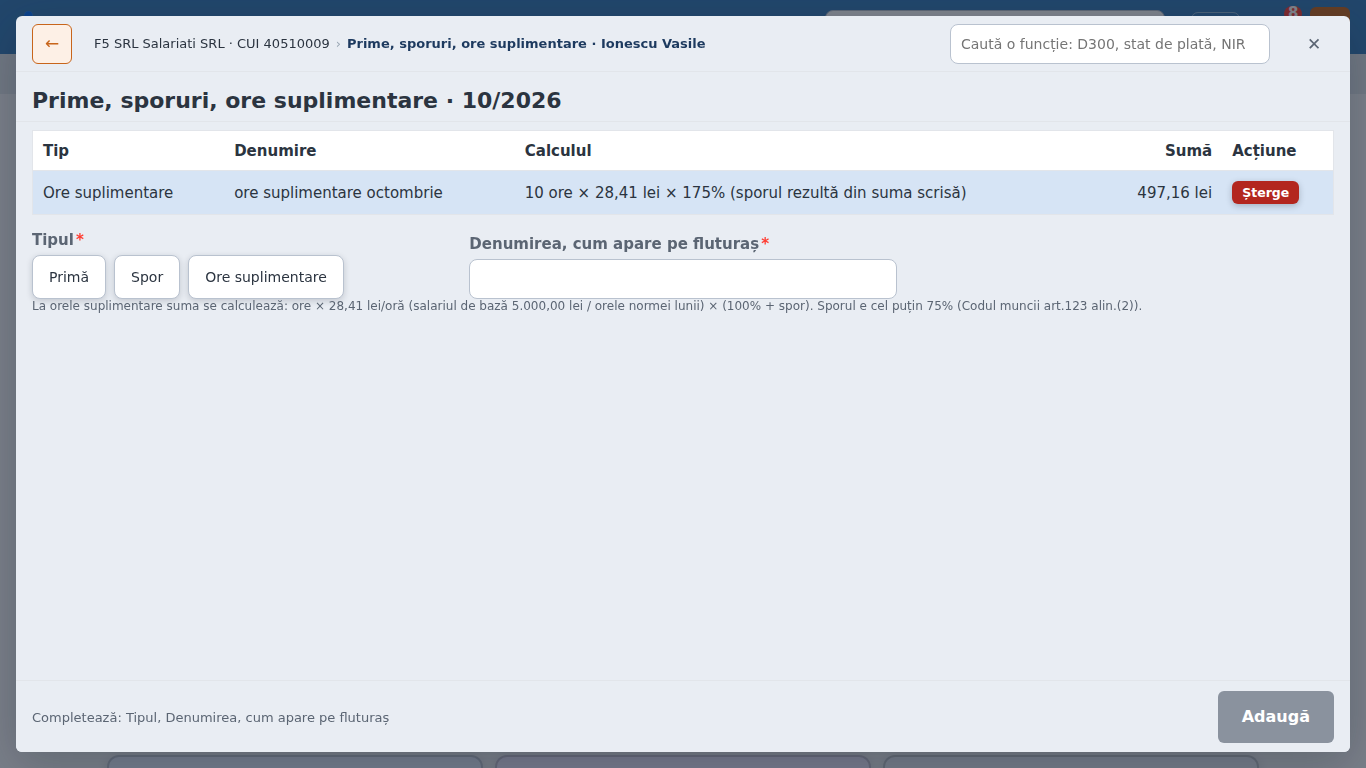 8
←
F5 SRL Salariati SRL · CUI 40510009 › Prime, sporuri, ore suplimentare · Ionescu Vasile
Caută o funcție: D300, stat de plată, NIR
✕
Prime, sporuri, ore suplimentare · 10/2026
Tip Denumire Calculul Sumă Acțiune
Ore suplimentare ore suplimentare octombrie 10 ore × 28,41 lei × 175% (sporul rezultă din suma scrisă) 497,16 lei Șterge
Tipul* Denumirea, cum apare pe fluturaș*
Primă Spor Ore suplimentare
La orele suplimentare suma se calculează: ore × 28,41 lei/oră (salariul de bază 5.000,00 lei / orele normei lunii) × (100% + spor). Sporul e cel puțin 75% (Codul muncii art.123 alin.(2)).
Completează: Tipul, Denumirea, cum apare pe fluturaș
Adaugă